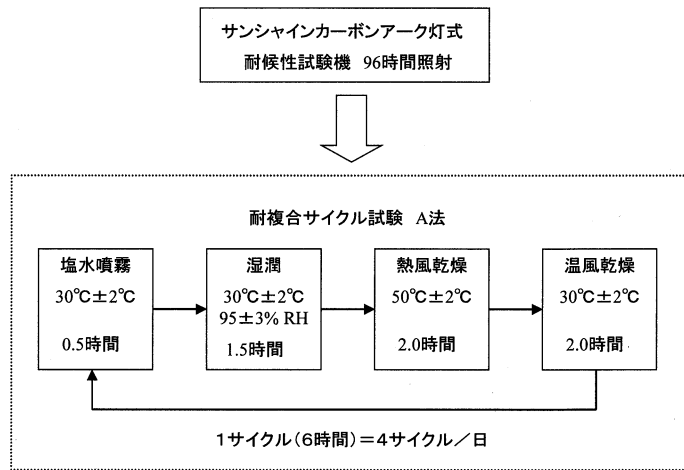 サンシャインカーボンアーク灯式
耐候性試験機 96時間照射
耐複合サイクル試験 A法
塩水噴霧
30℃±2℃
0.5時間
湿潤
30℃±2℃
95±3% RH
1.5時間
熱風乾燥
50℃±2℃
2.0時間
温風乾燥
30℃±2℃
2.0時間
1サイクル(6時間)=4サイクル/日